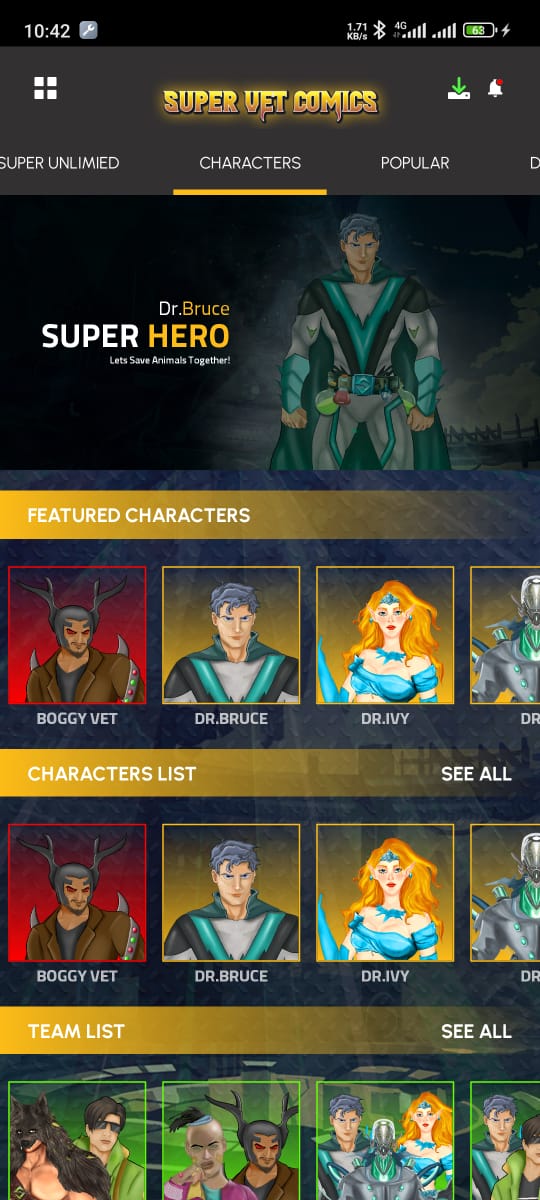 10:42
1.71
KB/s
4G
63
SUPER VET COMICS
SUPER UNLIMIED
CHARACTERS
POPULAR
D
Dr.Bruce
SUPER HERO
Lets Save Animals Together!
FEATURED CHARACTERS
BOGGY VET
DR.BRUCE
DR.IVY
DR
CHARACTERS LIST
SEE ALL
BOGGY VET
DR.BRUCE
DR.IVY
DR
TEAM LIST
SEE ALL